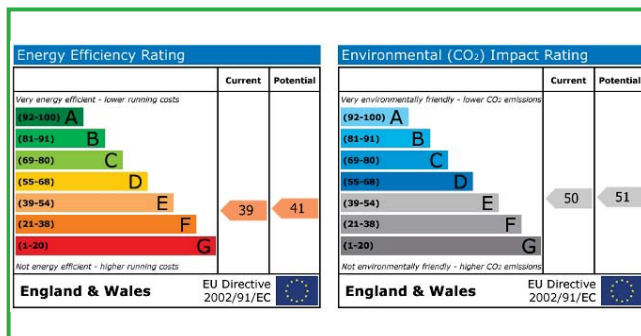 Energy Efficiency Rating
Current Potential
Very energy efficient - lower running costs
(92-100) A
(81-91) B
(69-80) C
(55-68) D
(39-54) E
39 41
(21-38) F
(1-20) G
Not energy efficient - higher running costs
England & Wales
EU Directive
2002/91/EC
Environmental (CO₂) Impact Rating
Current Potential
Very environmentally friendly - lower CO₂ emissions
(92-100) A
(81-91) B
(69-80) C
(55-68) D
(39-54) E
50 51
(21-38) F
(1-20) G
Not environmentally friendly - higher CO₂ emissions
England & Wales
EU Directive
2002/91/EC